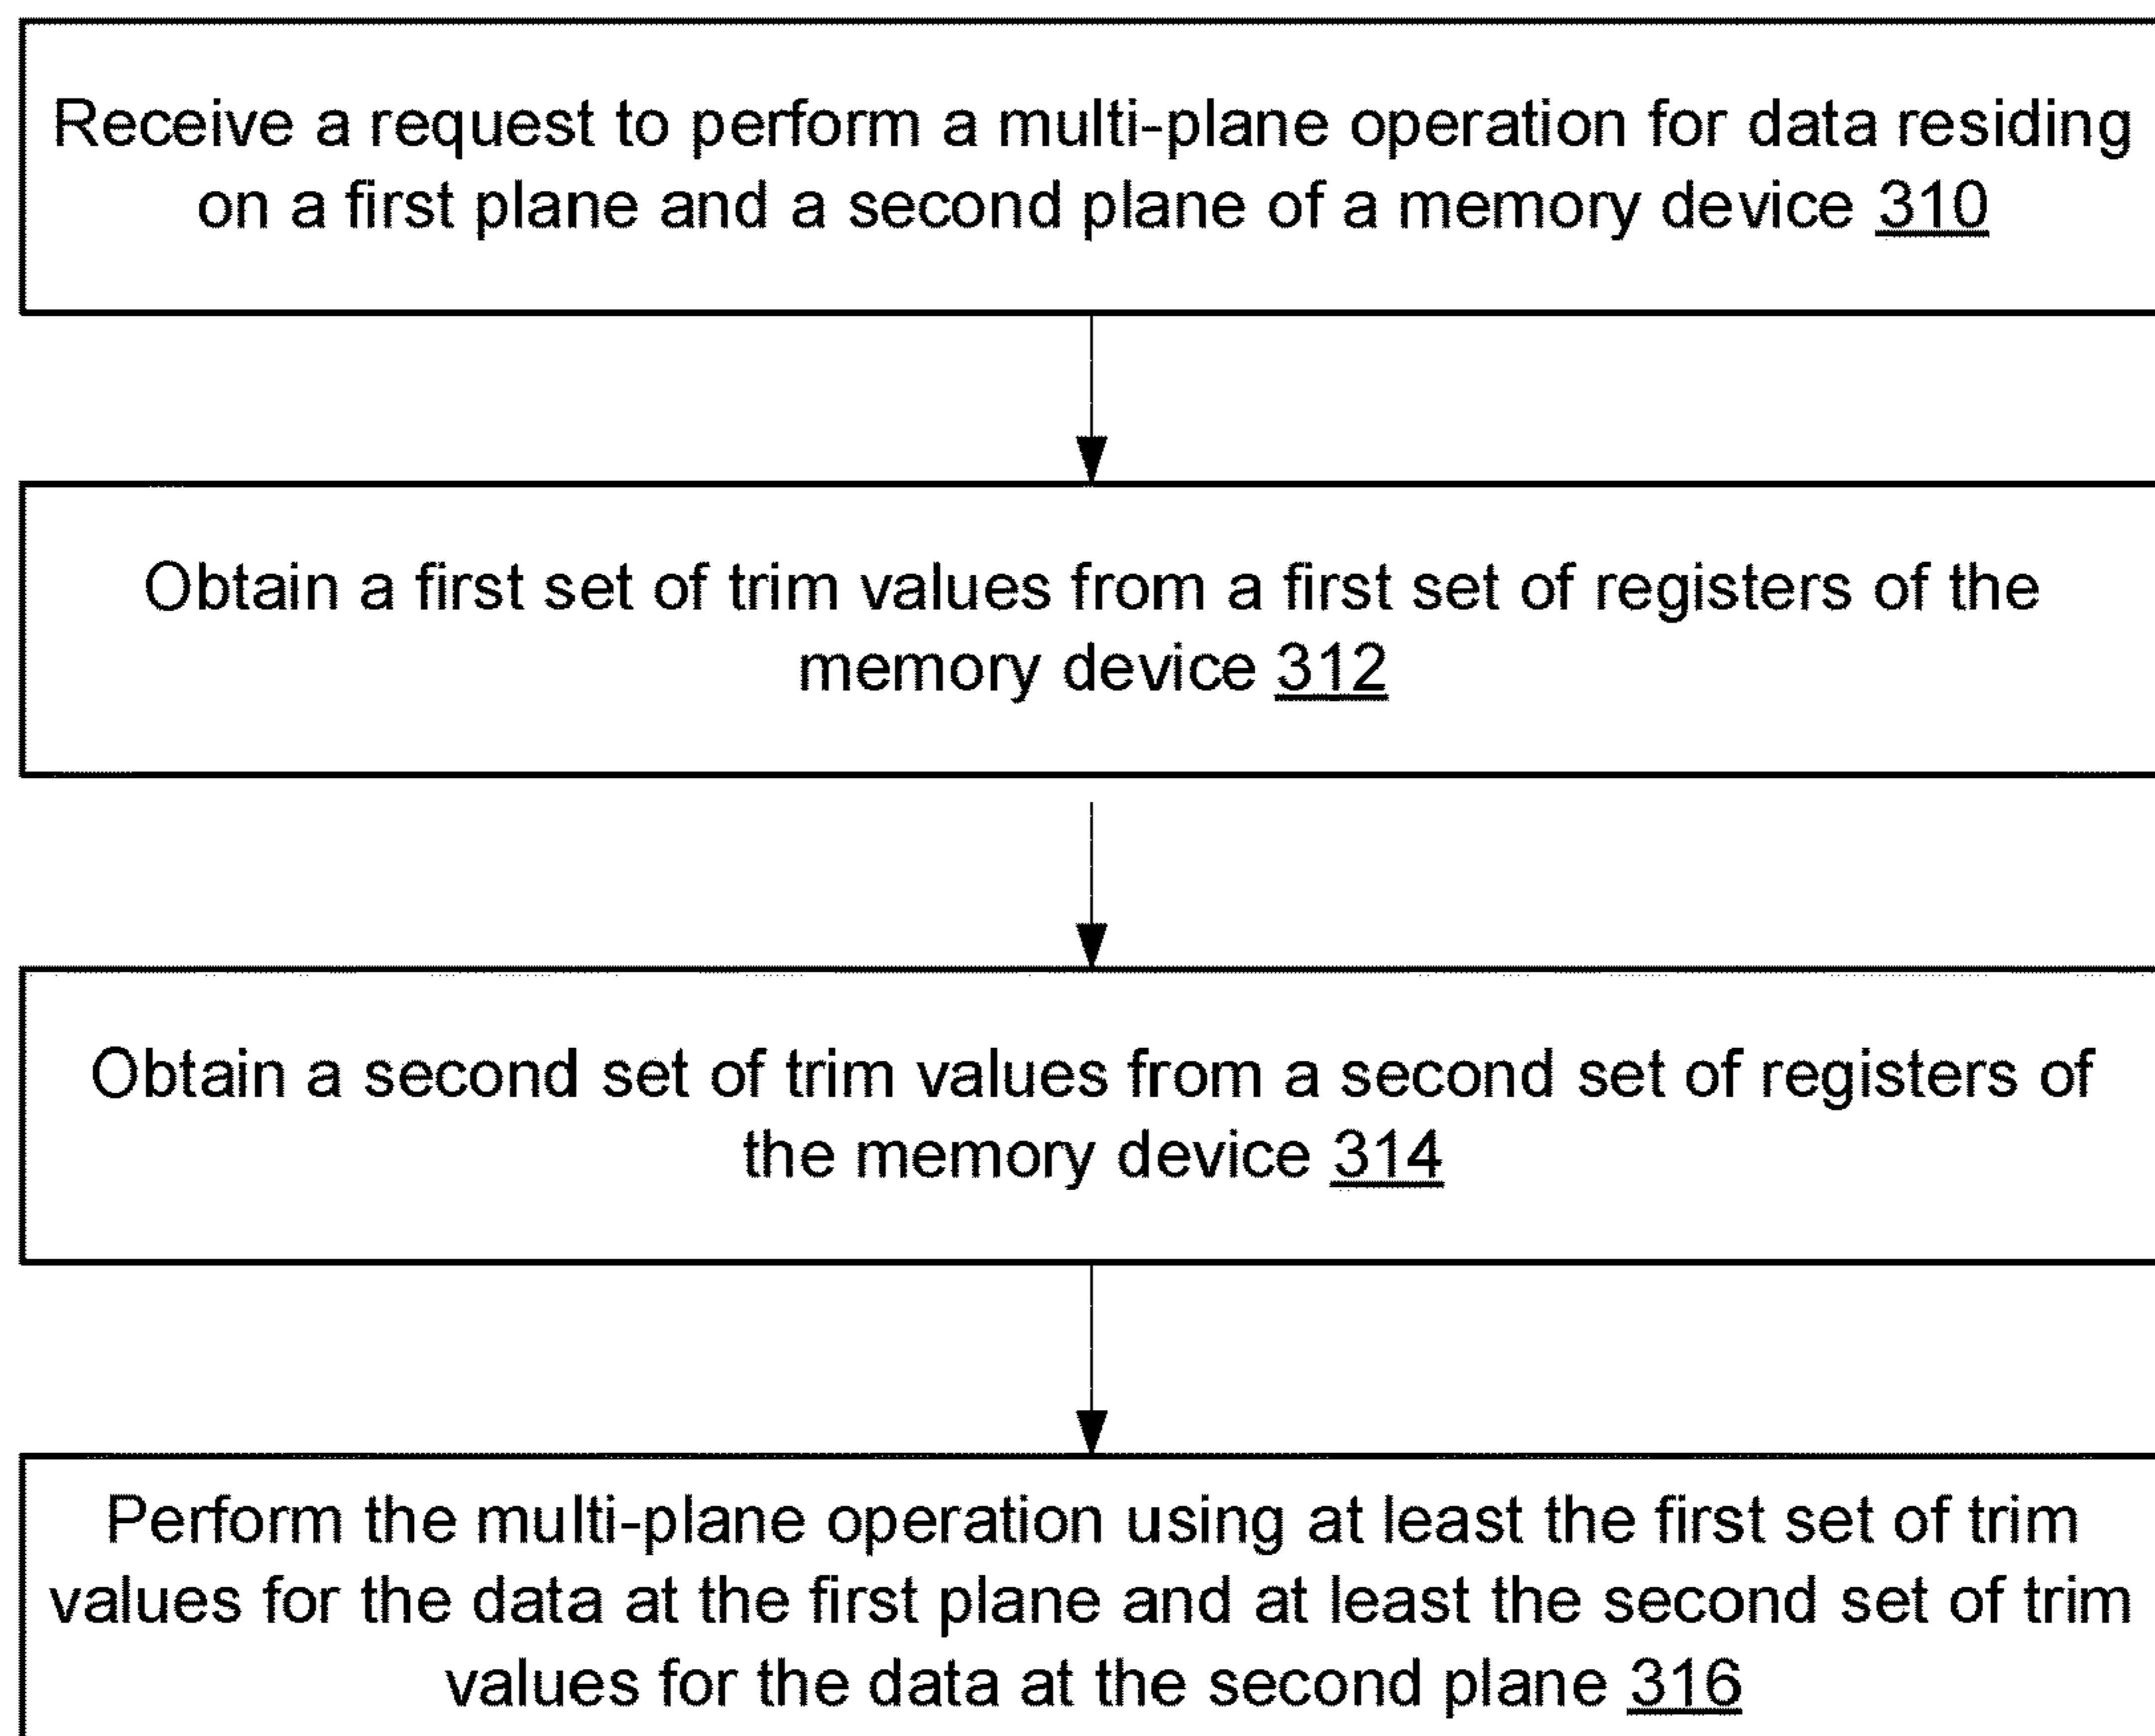 Receive a request to perform a multi-plane operation for data residing
on a first plane and a second plane of a memory device 310
Obtain a first set of trim values from a first set of registers of the
memory device 312
Obtain a second set of trim values from a second set of registers of
the memory device 314
Perform the multi-plane operation using at least the first set of trim
values for the data at the first plane and at least the second set of trim
values for the data at the second plane 316